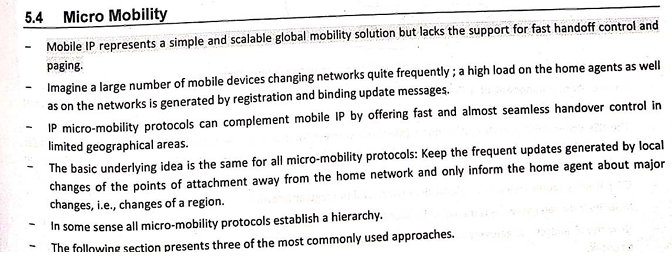 5.4 Micro Mobility
– Mobile IP represents a simple and scalable global mobility solution but lacks the support for fast handoff control and
paging.
– Imagine a large number of mobile devices changing networks quite frequently ; a high load on the home agents as well
as on the networks is generated by registration and binding update messages.
– IP micro-mobility protocols can complement mobile IP by offering fast and almost seamless handover control in
limited geographical areas.
– The basic underlying idea is the same for all micro-mobility protocols: Keep the frequent updates generated by local
changes of the points of attachment away from the home network and only inform the home agent about major
changes, i.e., changes of a region.
– In some sense all micro-mobility protocols establish a hierarchy.
– The following section presents three of the most commonly used approaches.